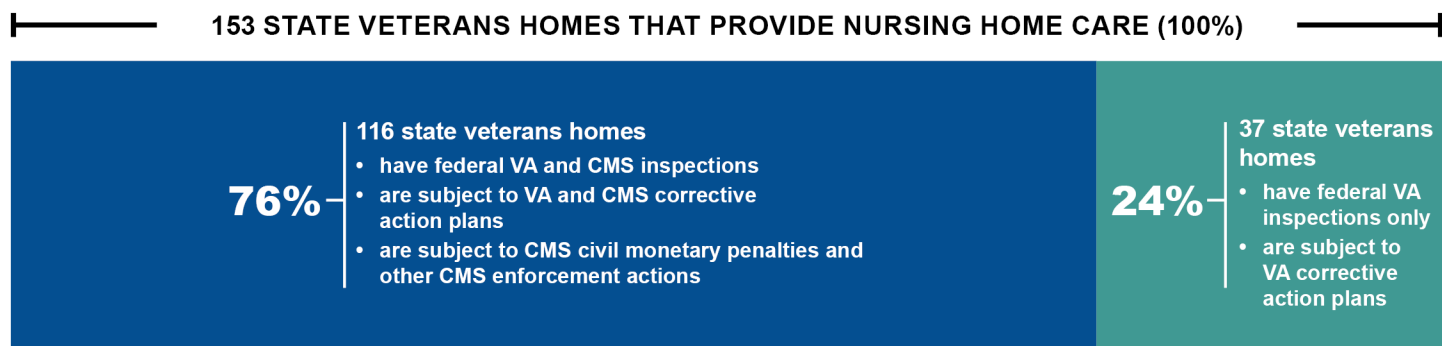 153 STATE VETERANS HOMES THAT PROVIDE NURSING HOME CARE (100%)
76%
116 state veterans homes
• have federal VA and CMS inspections
• are subject to VA and CMS corrective
action plans
• are subject to CMS civil monetary penalties and
other CMS enforcement actions
24%
37 state veterans
homes
• have federal VA
inspections only
• are subject to
VA corrective
action plans